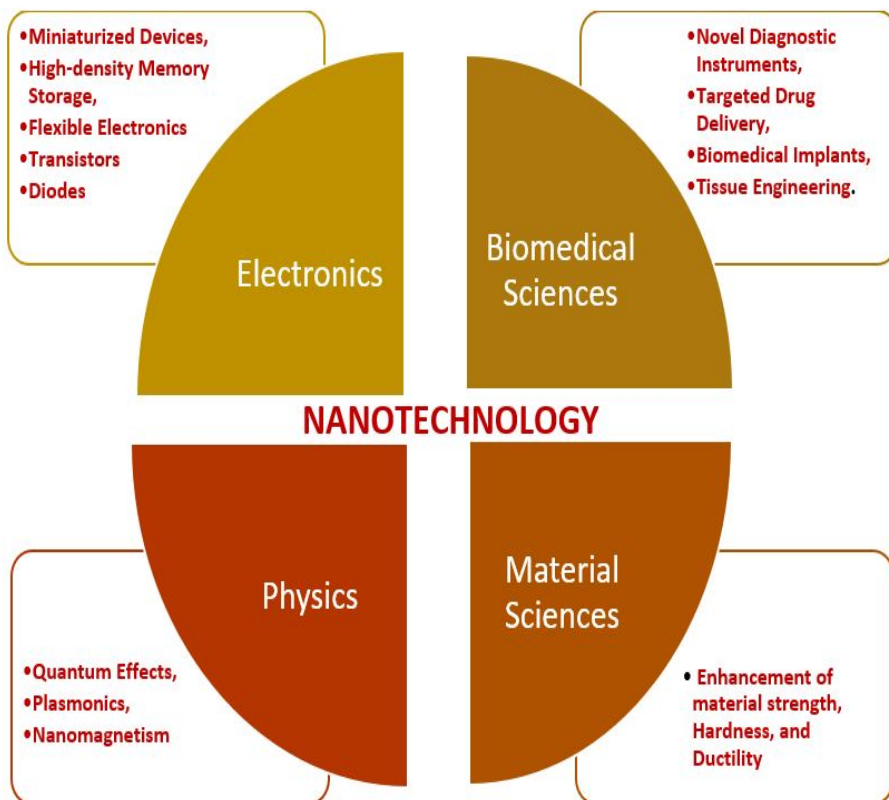 •Miniaturized Devices,
•High-density Memory
Storage,
•Flexible Electronics
•Transistors
•Diodes
•Novel Diagnostic
Instruments,
•Targeted Drug
Delivery,
•Biomedical Implants,
•Tissue Engineering.
Electronics
Biomedical
Sciences
NANOTECHNOLOGY
Physics
Material
Sciences
•Quantum Effects,
•Plasmonics,
•Nanomagnetism
• Enhancement of
material strength,
Hardness, and
Ductility